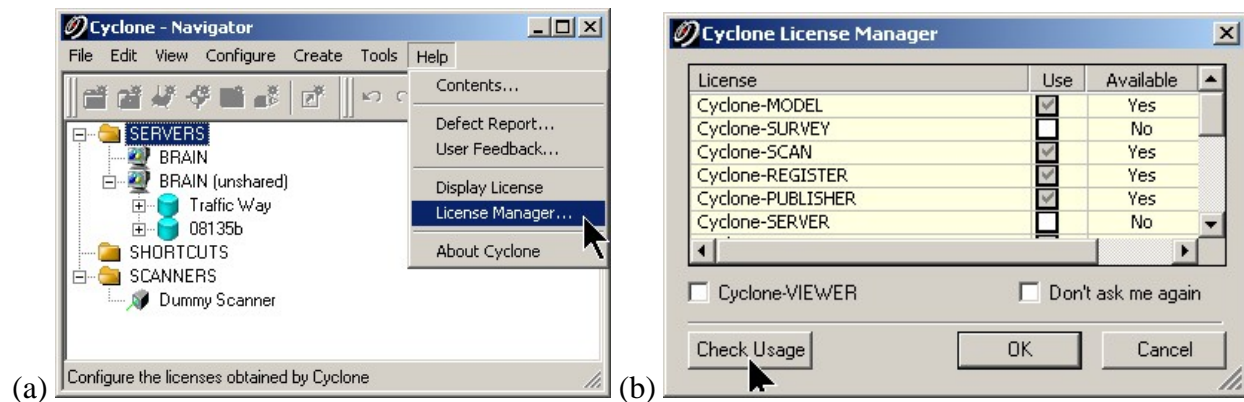 Cyclone - Navigator
File Edit View Configure Create Tools Help
Contents...
Defect Report...
User Feedback...
Display License
License Manager...
About Cyclone
SERVERS
BRAIN
BRAIN (unshared)
Traffic Way
08135b
SHORTCUTS
SCANNERS
Dummy Scanner
Configure the licenses obtained by Cyclone
(a)
Cyclone License Manager
License Use Available
Cyclone-MODEL Yes
Cyclone-SURVEY No
Cyclone-SCAN Yes
Cyclone-REGISTER Yes
Cyclone-PUBLISHER Yes
Cyclone-SERVER No
Cyclone-VIEWER Don't ask me again
Check Usage OK Cancel
(b)